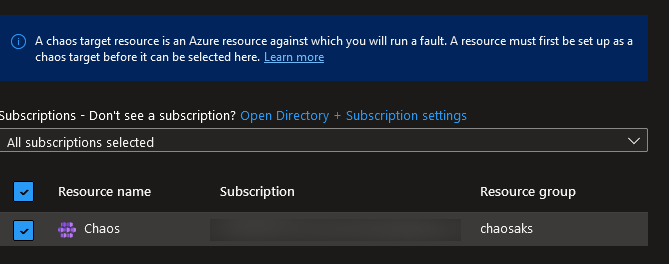 A chaos target resource is an Azure resource against which you will run a fault. A resource must first be set up as a
chaos target before it can be selected here. Learn more
Subscriptions - Don't see a subscription? Open Directory + Subscription settings
All subscriptions selected
Resource name Subscription Resource group
Chaos chaosaks